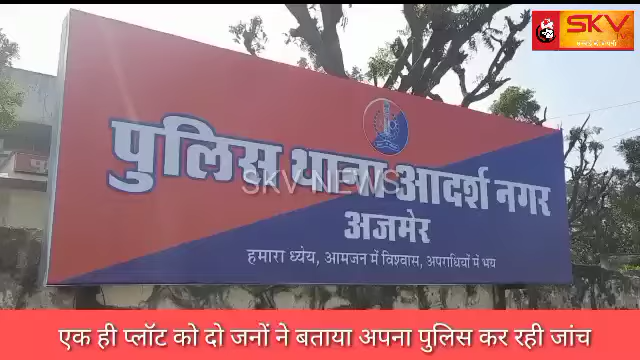 SKV
पुलिस थाना आदर्श नगर
SKV NEWS
अजमेर
हमारा ध्येय, आमजन में विश्वास, अपराधियों में भय
एक ही प्लॉट को दो जनों ने बताया अपना पुलिस कर रही जांच